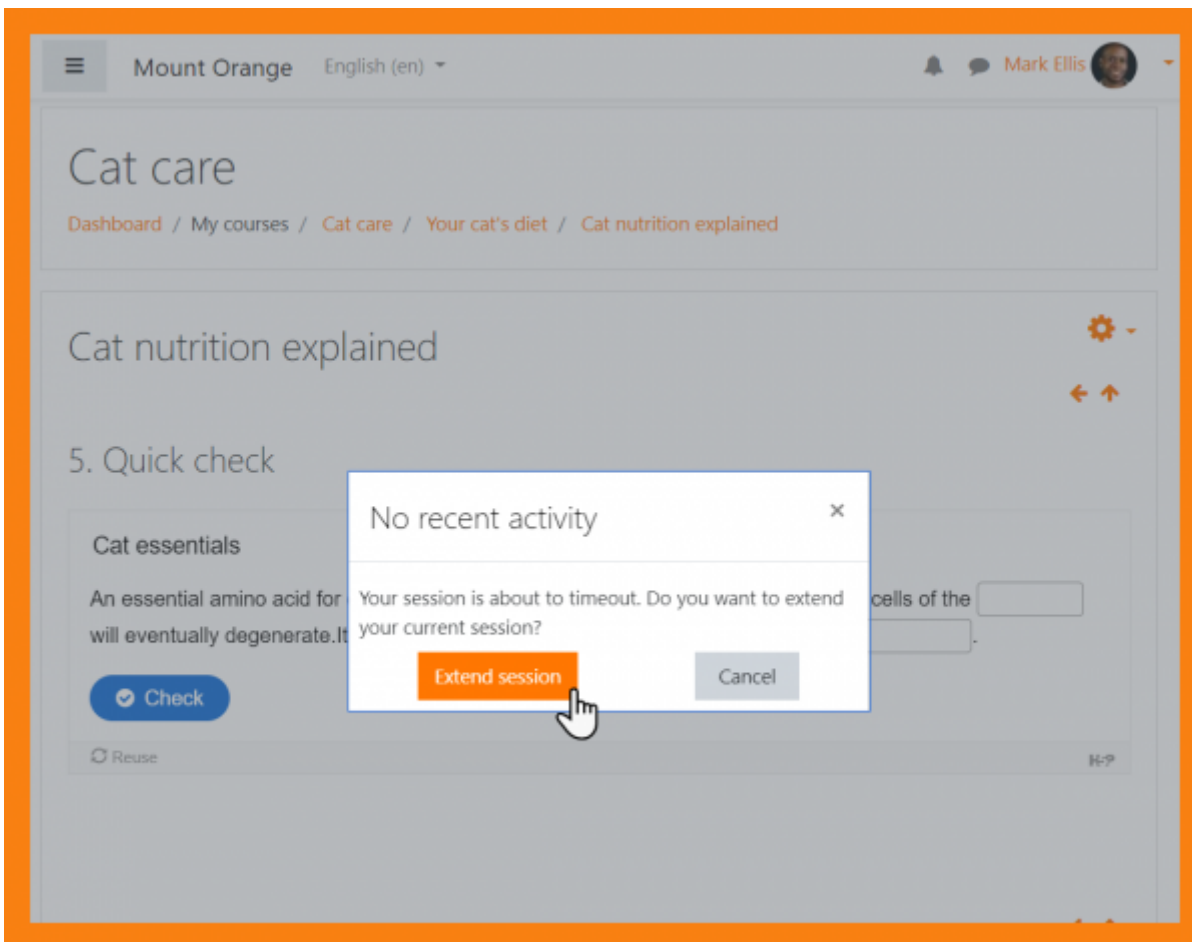 Mount Orange English (en) Mark Ellis
Cat care
Dashboard / My courses / Cat care / Your cat's diet / Cat nutrition explained
Cat nutrition explained
5. Quick check
No recent activity ×
Cat essentials
An essential amino acid for
Your session is about to timeout. Do you want to extend
cells of the
will eventually degenerate.It
your current session?
.
Extend session Cancel
Check
Reuse H-P